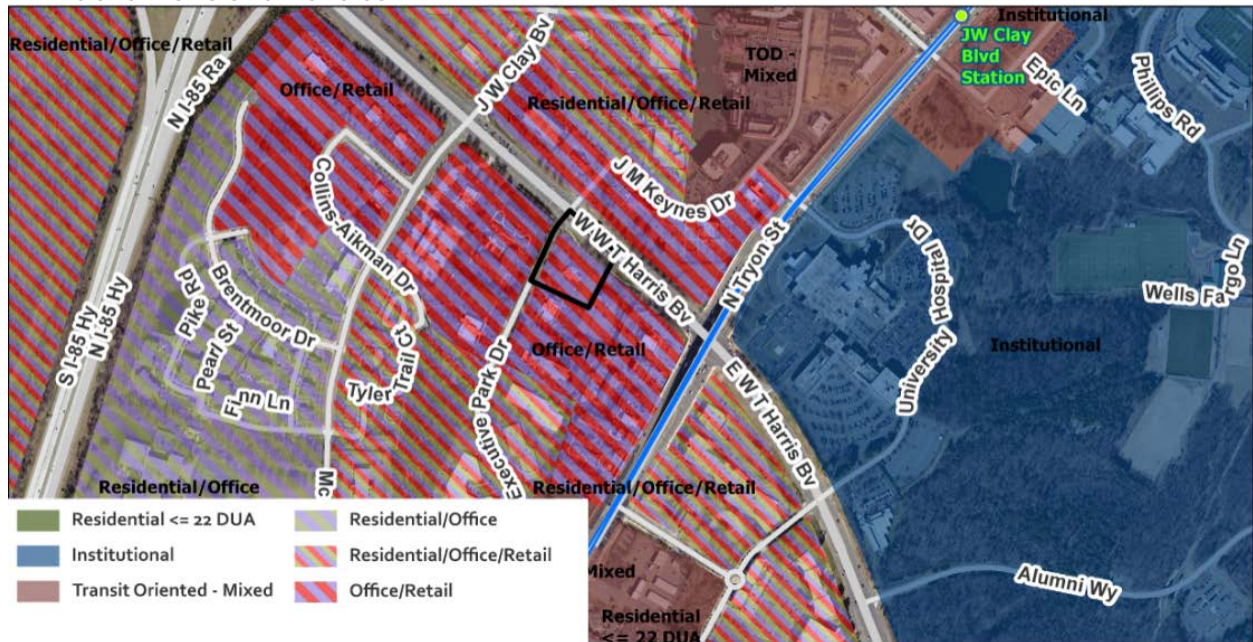 Institutional
JW Clay
Blvd
Station
Residential/Office/Retail
N I-85 Ra
Office/Retail
J W Clay Bv
TOD -
Mixed
Residential/Office/Retail
Epic Ln
Phillips Rd
Collins-Aikman Dr
J M Keynes Dr
W W T Harris Bv
N Tryon St
University Hospital Dr
Wells Fargo Ln
Pike Rd
Brentmoor Dr
Pearl St
Finn Ln
Tyler Trail Ct
Executive Park Dr
Office/Retail
Institutional
S I-85 Hy
N I-85 Hy
E W T Harris Bv
Mc
Residential/Office
Residential/Office/Retail
Mixed
Alumni Wy
Residential
<= 22 DUA
Residential <= 22 DUA
Institutional
Transit Oriented - Mixed
Residential/Office
Residential/Office/Retail
Office/Retail